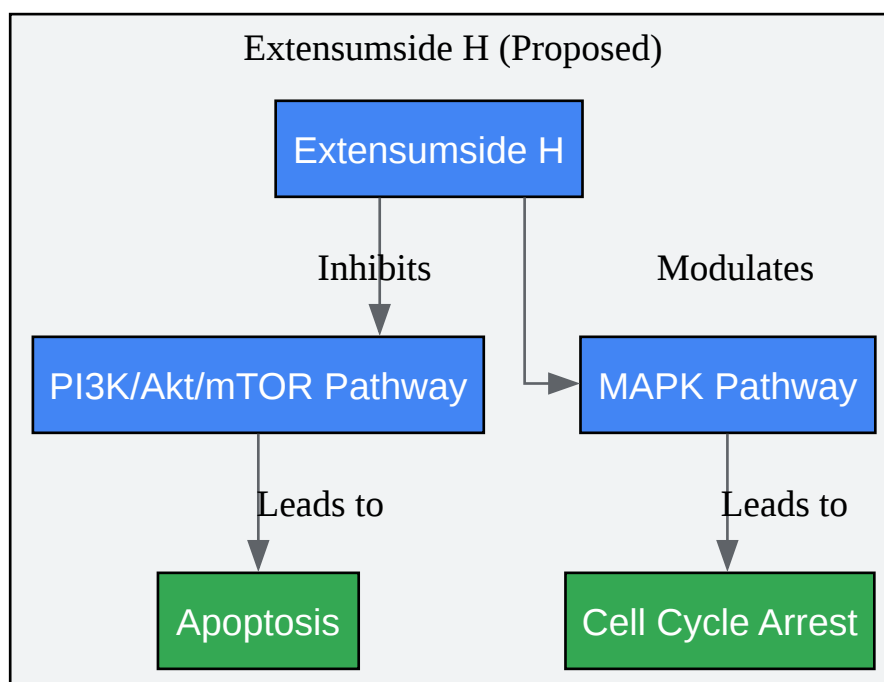 Extensumside H (Proposed)
Extensumside H
Inhibits
Modulates
PI3K/Akt/mTOR Pathway
MAPK Pathway
Leads to
Leads to
Apoptosis
Cell Cycle Arrest